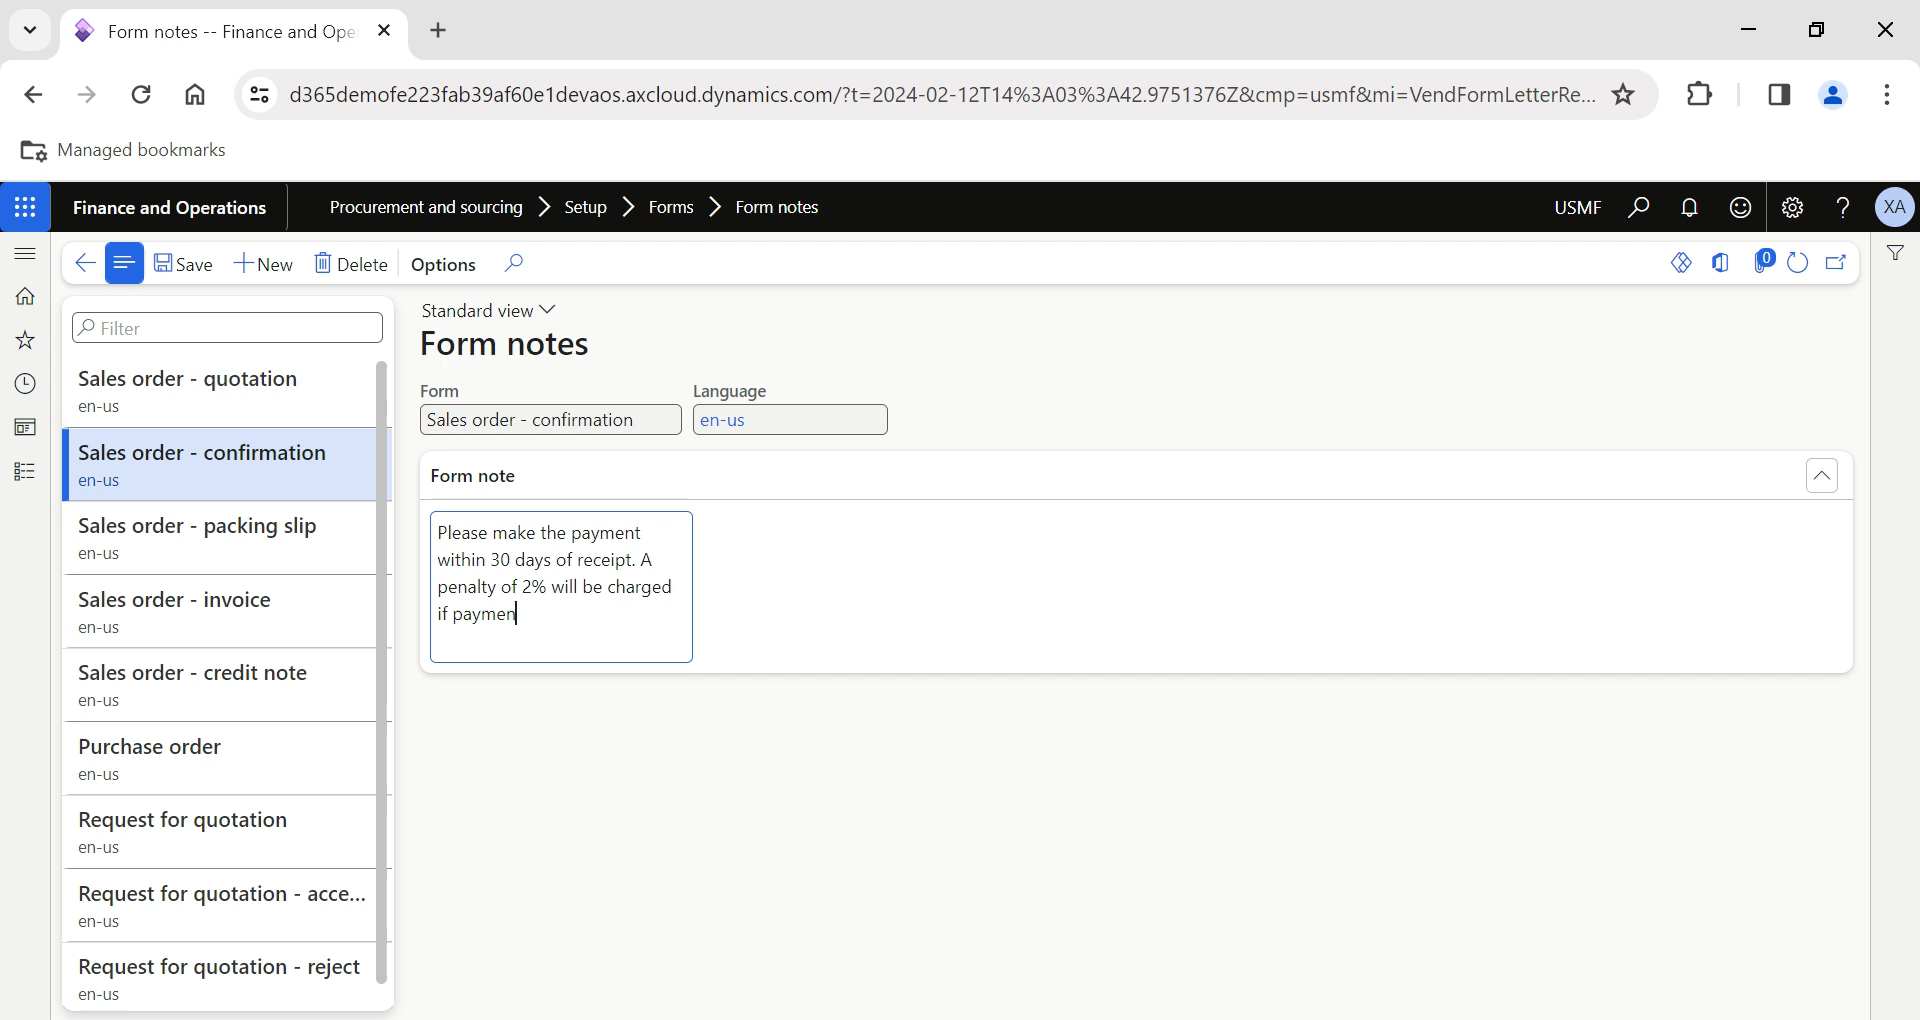 Form notes -- Finance and Ope
d365demofe223fab39af60e1devaos.axcloud.dynamics.com/?t=2024-02-12T14%3A03%3A42.9751376Z&cmp=usmf&mi=VendFormLetterRe...
Managed bookmarks
Finance and Operations
Procurement and sourcing
Setup
Forms
Form notes
USMF
?
XA
Save
New
Delete
Options
0
Filter
Sales order - quotation
en-us
Sales order - confirmation
en-us
Sales order - packing slip
en-us
Sales order - invoice
en-us
Sales order - credit note
en-us
Purchase order
en-us
Request for quotation
en-us
Request for quotation - acce...
en-us
Request for quotation - reject
en-us
Standard view
Form notes
Form
Language
Sales order - confirmation
en-us
Form note
Please make the payment
within 30 days of receipt. A
penalty of 2% will be charged
if paymen